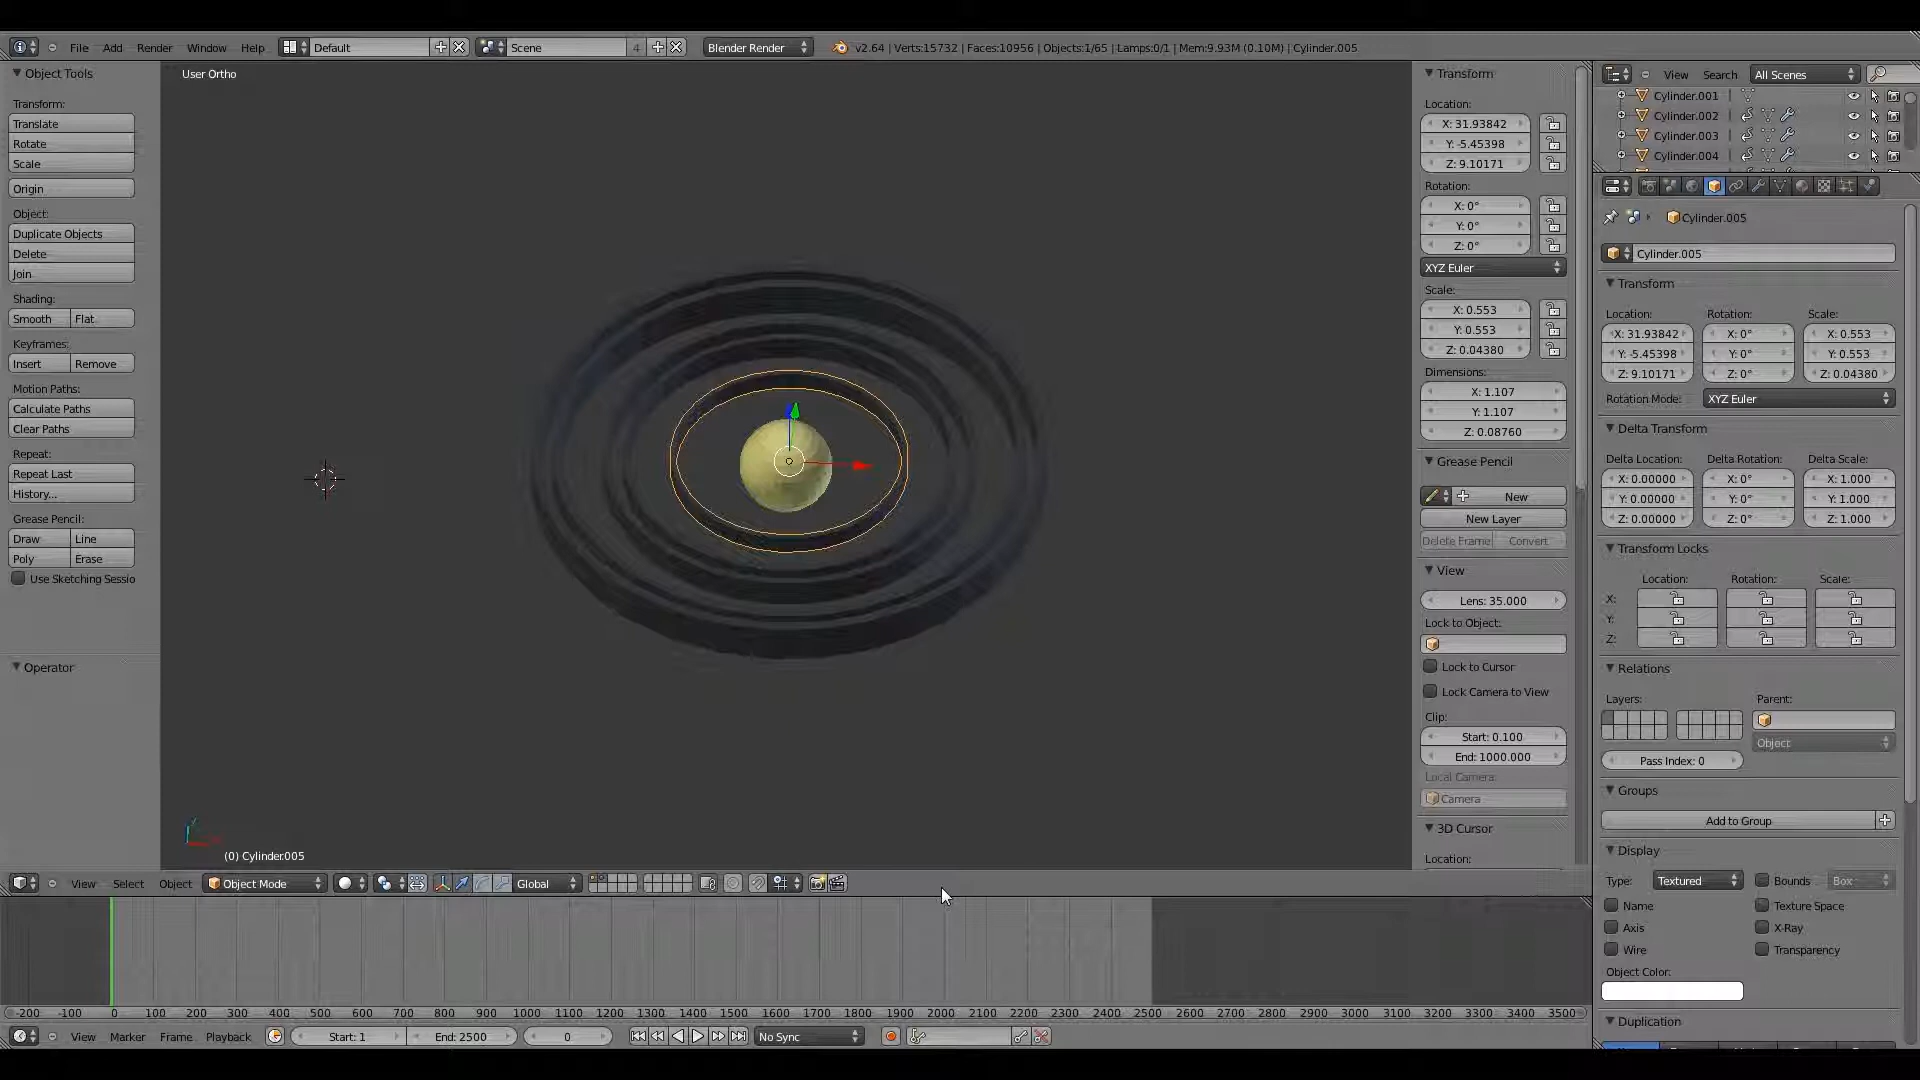 File Add Render Window Help Default Scene 4 Blender Render v2.64 | Verts:15732 | Faces:10956 | Objects:1/65 | Lamps:0/1 | Mem:9.93M (0.10M) | Cylinder.005
Object Tools
Transform:
Translate
Rotate
Scale
Origin
Object:
Duplicate Objects
Delete
Join
Shading:
Smooth Flat
Keyframes:
Insert Remove
Motion Paths:
Calculate Paths
Clear Paths
Repeat:
Repeat Last
History...
Grease Pencil:
Draw Line
Poly Erase
Use Sketching Sessio
Operator
User Ortho
(0) Cylinder.005
Transform
Location:
X: 31.93842
Y: -5.45398
Z: 9.10171
Rotation:
X: 0°
Y: 0°
Z: 0°
XYZ Euler
Scale:
X: 0.553
Y: 0.553
Z: 0.04380
Dimensions:
X: 1.107
Y: 1.107
Z: 0.08760
Grease Pencil
New
New Layer
Delete Frame Convert
View
Lens: 35.000
Lock to Object:
Lock to Cursor
Lock Camera to View
Clip:
Start: 0.100
End: 1000.000
Local Camera:
Camera
3D Cursor
Location:
View Search All Scenes
Cylinder.001
Cylinder.002
Cylinder.003
Cylinder.004
Cylinder.005
Cylinder.005
Transform
Location: Rotation: Scale:
X: 31.93842 X: 0° X: 0.553
Y: -5.45398 Y: 0° Y: 0.553
Z: 9.10171 Z: 0° Z: 0.04380
Rotation Mode: XYZ Euler
Delta Transform
Delta Location: Delta Rotation: Delta Scale:
X: 0.00000 X: 0° X: 1.000
Y: 0.00000 Y: 0° Y: 1.000
Z: 0.00000 Z: 0° Z: 1.000
Transform Locks
Location: Rotation: Scale:
X:
Y:
Z:
Relations
Layers: Parent:
Object
Pass Index: 0
Groups
Add to Group
Display
Type: Textured Bounds Box
Name Texture Space
Axis X-Ray
Wire Transparency
Object Color:
Duplication
View Select Object Object Mode Global
-200 -100 0 100 200 300 400 500 600 700 800 900 1000 1100 1200 1300 1400 1500 1600 1700 1800 1900 2000 2100 2200 2300 2400 2500 2600 2700 2800 2900 3000 3100 3200 3300 3400 3500
View Marker Frame Playback Start: 1 End: 2500 0 No Sync